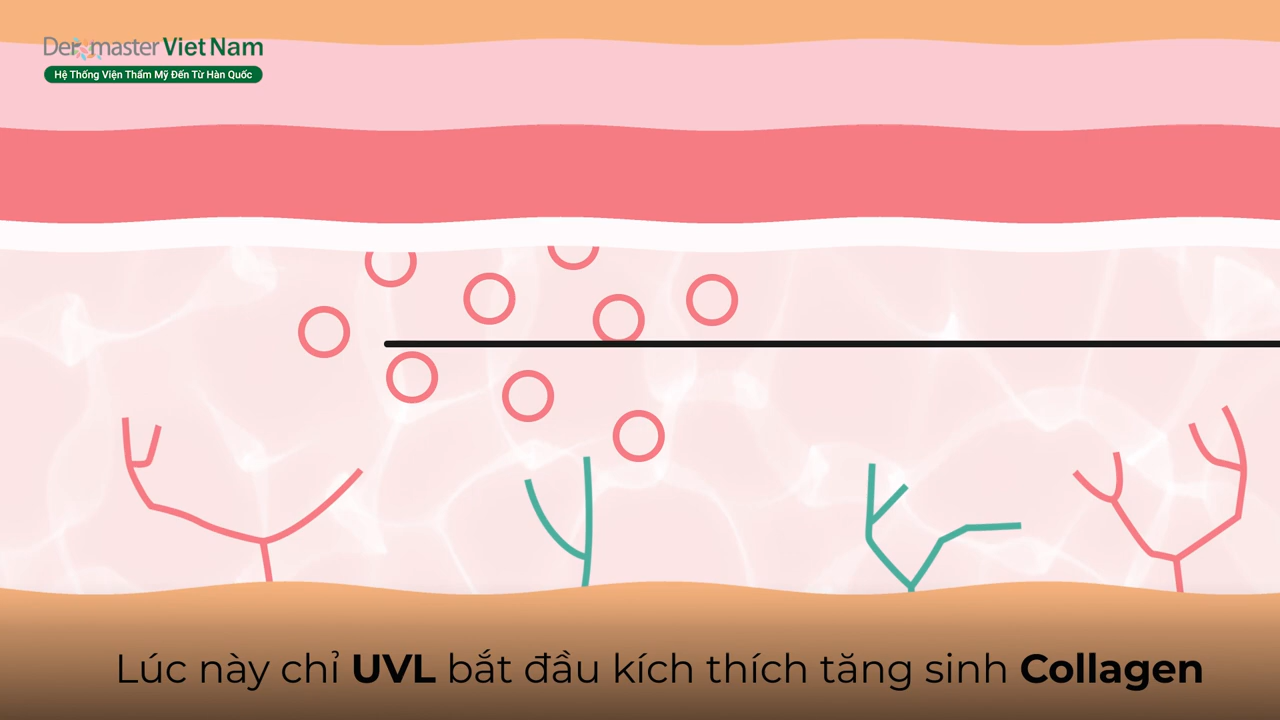 Dermaster Viet Nam
Hệ Thống Viện Thẩm Mỹ Đến Từ Hàn Quốc
Lúc này chỉ UVL bắt đầu kích thích tăng sinh Collagen